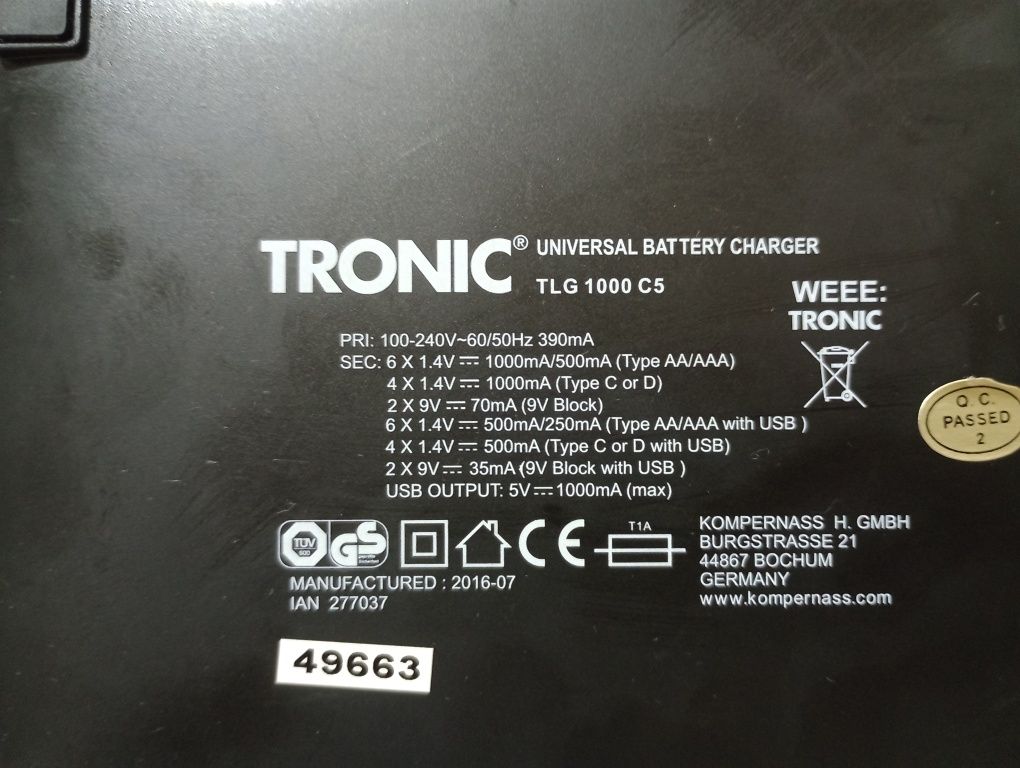 TRONIC® UNIVERSAL BATTERY CHARGER
TLG 1000 C5
WEEE:
TRONIC
PRI: 100-240V~60/50Hz 390mA
SEC: 6 X 1.4V⎓ 1000mA/500mA (Type AA/AAA)
4 X 1.4V⎓ 1000mA (Type C or D)
2 X 9V⎓ 70mA (9V Block)
6 X 1.4V⎓ 500mA/250mA (Type AA/AAA with USB )
4 X 1.4V⎓ 500mA (Type C or D with USB)
2 X 9V⎓ 35mA (9V Block with USB )
USB OUTPUT: 5V⎓1000mA (max)
Q.C.
PASSED
2
TÜV
SÜD
GS
geprüfte
Sicherheit
CE
T1A
KOMPERNASS H. GMBH
BURGSTRASSE 21
44867 BOCHUM
GERMANY
www.kompernass.com
MANUFACTURED : 2016-07
IAN 277037
49663